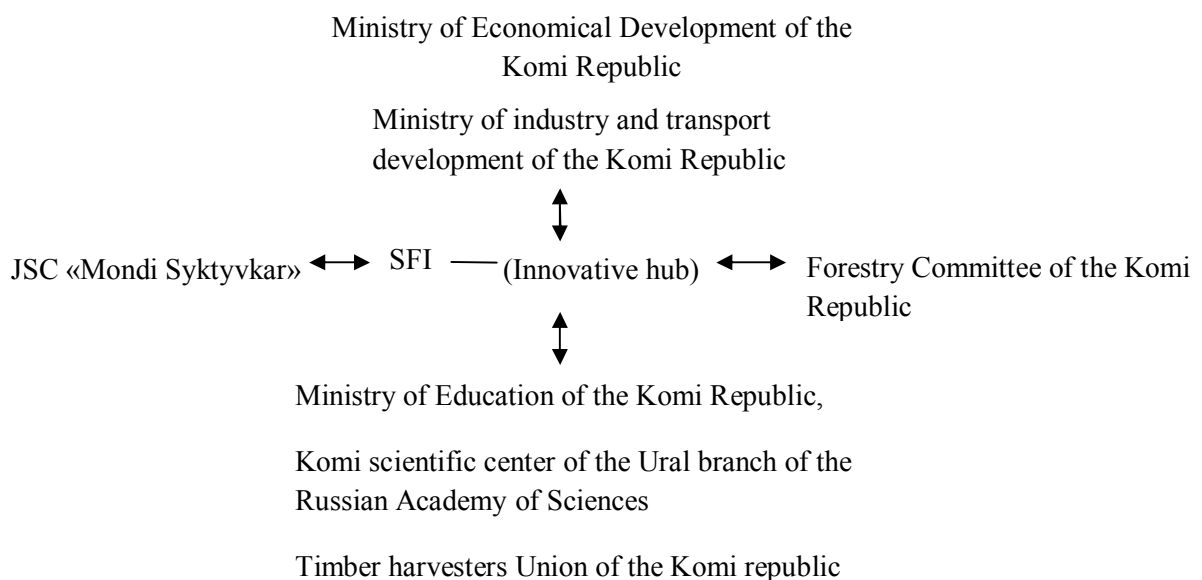 Ministry of Economical Development of the
Komi Republic
Ministry of industry and transport
development of the Komi Republic
JSC «Mondi Syktyvkar»
SFI
(Innovative hub)
Forestry Committee of the Komi
Republic
Ministry of Education of the Komi Republic,
Komi scientific center of the Ural branch of the
Russian Academy of Sciences
Timber harvesters Union of the Komi republic